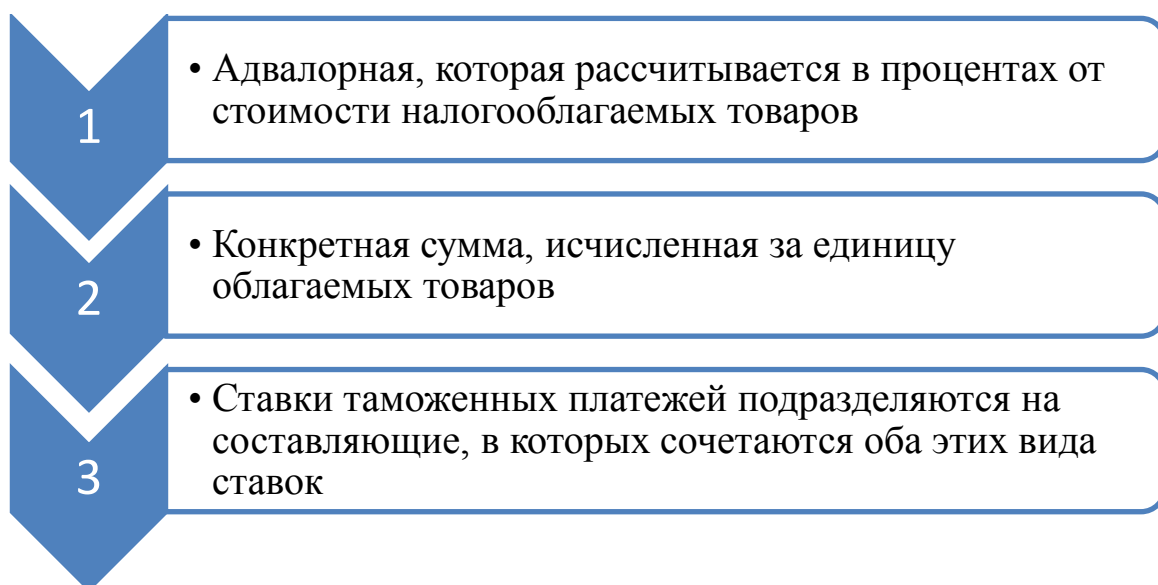 1
• Адвалорная, которая рассчитывается в процентах от
стоимости налогооблагаемых товаров
2
• Конкретная сумма, исчисленная за единицу
облагаемых товаров
3
• Ставки таможенных платежей подразделяются на
составляющие, в которых сочетаются оба этих вида
ставок